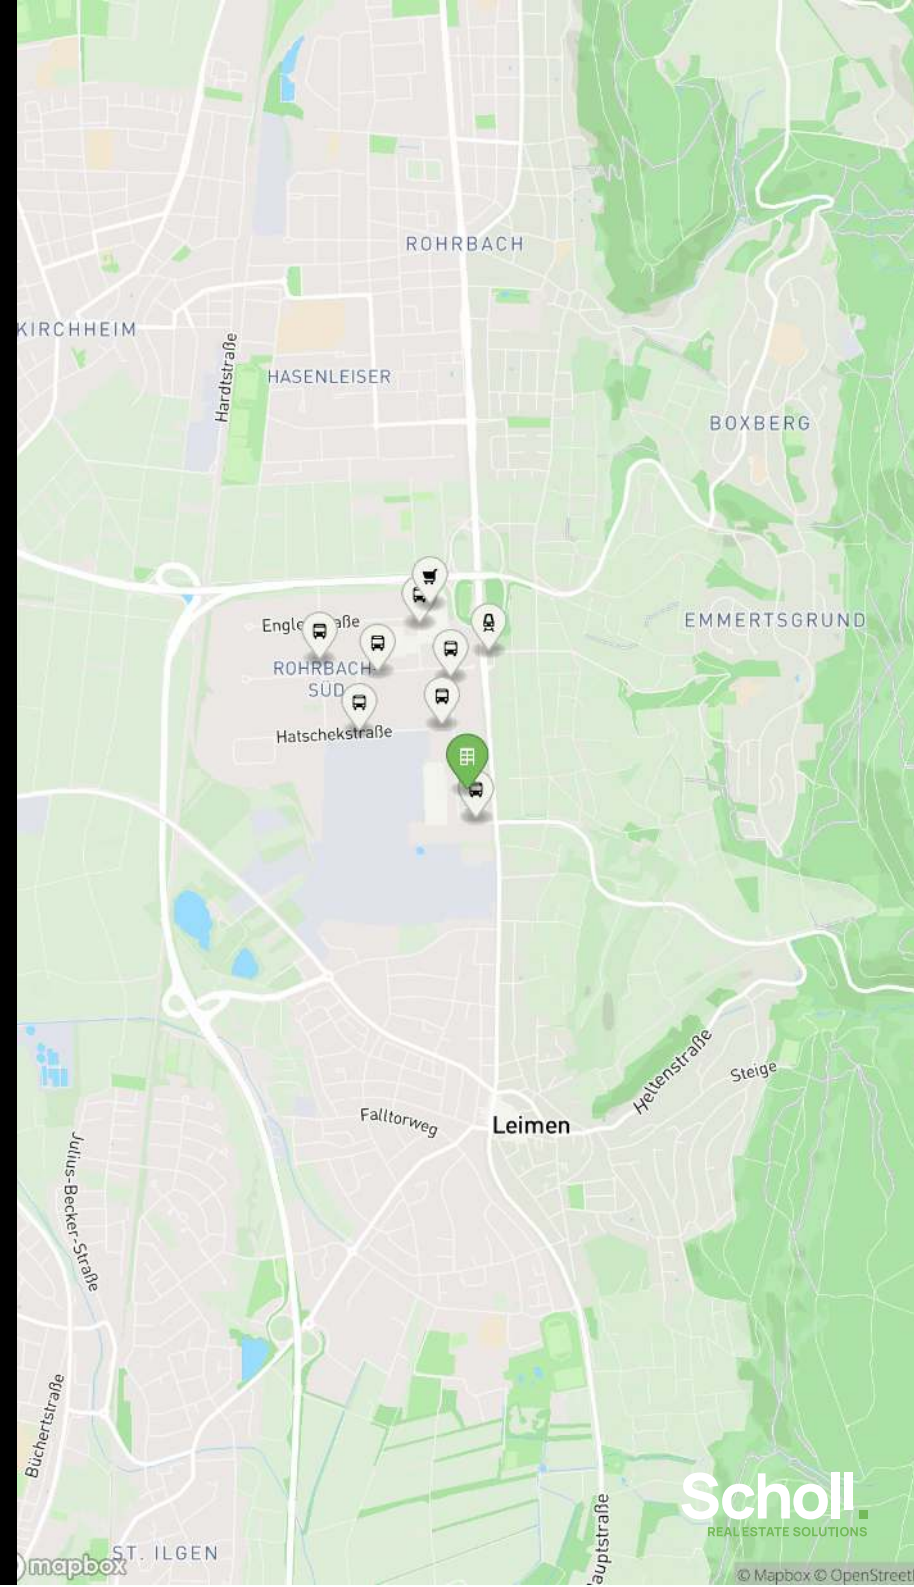 ROHRBACH
KIRCHHEIM
Hardtstraße
HASENLEISER
BOXBERG
EMMERTSGRUND
ROHRBACH-
SÜD
Hatschekstraße
Heltenstraße
Steige
Falltorweg
Leimen
Julius-Becker-Straße
Büchertstraße
Scholl.
REAL ESTATE SOLUTIONS
ST. ILGEN
mapbox
© Mapbox ©